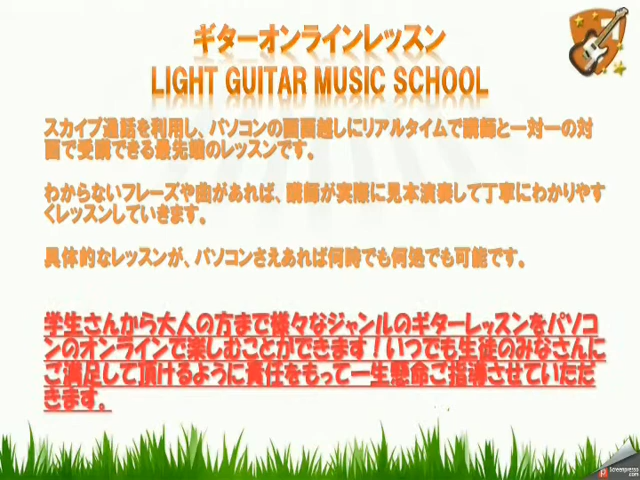 ギターオンラインレッスン
LIGHT GUITAR MUSIC SCHOOL
スカイプ通話を利用し、パソコンの画面越しにリアルタイムで講師と一対一の対
面で受講できる最先端のレッスンです。
わからないフレーズや曲があれば、講師が実際に見本演奏して丁寧にわかりやす
くレッスンしていきます。
具体的なレッスンが、パソコンさえあれば何時でも何処でも可能です。
学生さんから大人の方まで様々なジャンルのギターレッスンをパソコ
ンのオンラインで楽しむことができます！いつでも生徒のみなさんに
ご満足して頂けるように責任をもって一生懸命ご指導させていただ
きます。
Screenpresso
.com